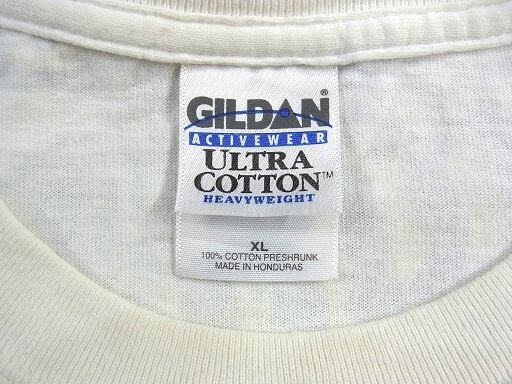 GILDAN®
ACTIVEWEAR
ULTRA
COTTON™
HEAVYWEIGHT
XL
100% COTTON PRESHRUNK
MADE IN HONDURAS